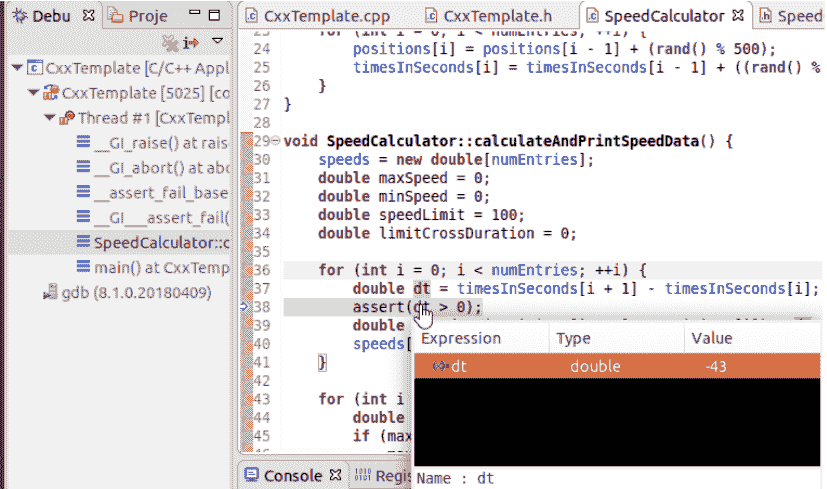 Debu
Proje
CxxTemplate [C/C++ Appl
CxxTemplate [5025] [co
Thread #1 [CxxTempl
__GI_raise() at rais
__GI_abort() at abo
__assert_fail_base
__GI___assert_fail(
SpeedCalculator::c
main() at CxxTemp
gdb (8.1.0.20180409)
CxxTemplate.cpp
CxxTemplate.h
SpeedCalculator
Speed
23 for (int i = 0; i < numEntries; ++i) {
24 positions[i] = positions[i - 1] + (rand() % 500);
25 timesInSeconds[i] = timesInSeconds[i - 1] + ((rand() %
26 }
27 }
28
29 void SpeedCalculator::calculateAndPrintSpeedData() {
30 speeds = new double[numEntries];
31 double maxSpeed = 0;
32 double minSpeed = 0;
33 double speedLimit = 100;
34 double limitCrossDuration = 0;
35
36 for (int i = 0; i < numEntries; ++i) {
37 double dt = timesInSeconds[i + 1] - timesInSeconds[i];
38 assert(dt > 0);
39 double
40 speeds[
41 }
42
43 for (int i
44 double
45 if (max
Expression Type Value
dt double -43
Name : dt
Console
Regis